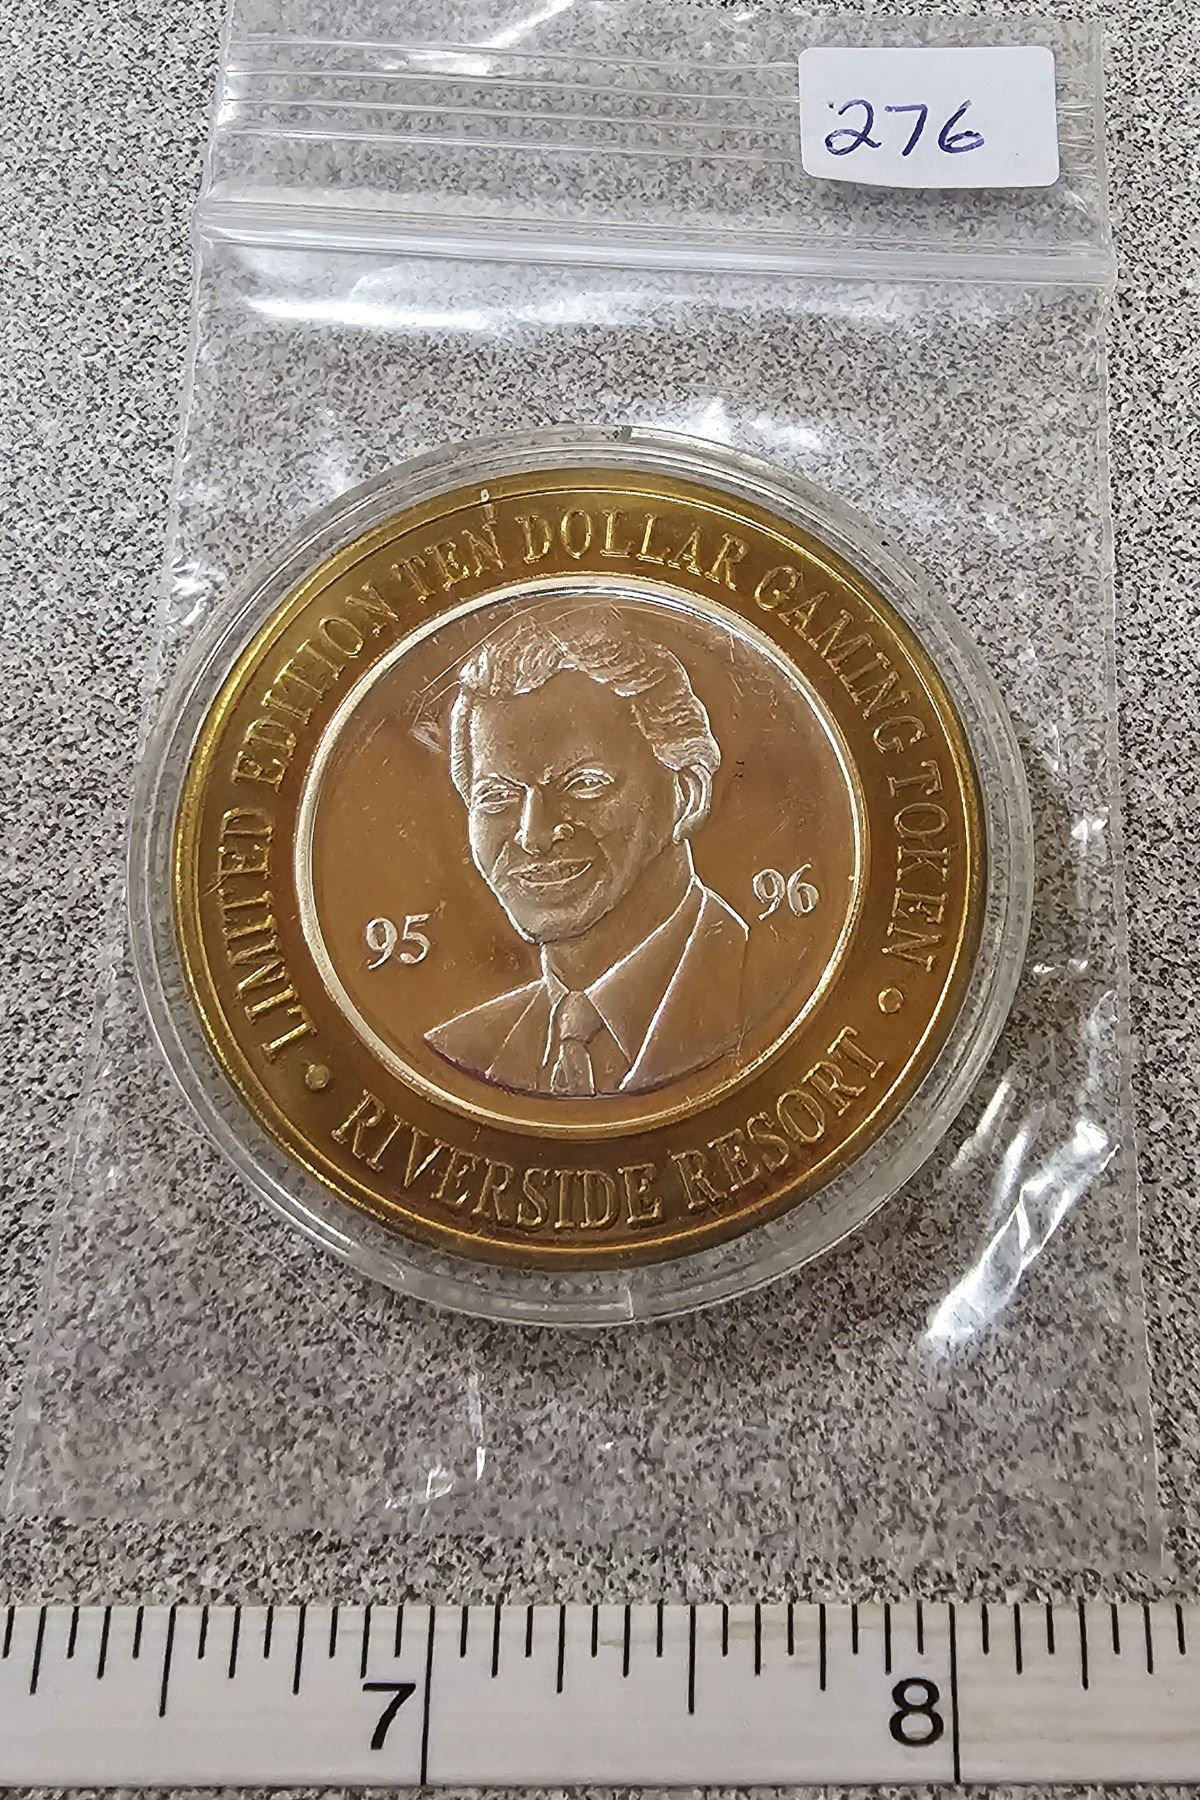 276
LIMITED EDITION TEN DOLLAR GAMING TOKEN
95
96
RIVERSIDE RESORT
7
8